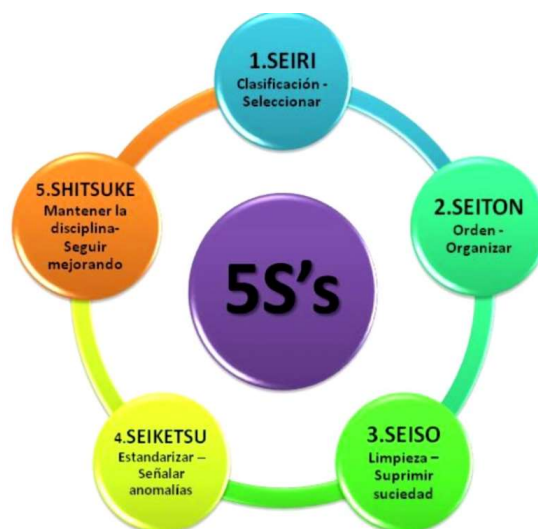 1.SEIRI
Clasificación -
Seleccionar
2.SEITON
Orden -
Organizar
3.SEISO
Limpieza –
Suprimir
suciedad
4.SEIKETSU
Estandarizar –
Señalar
anomalías
5.SHITSUKE
Mantener la
disciplina-
Seguir
mejorando
5S’s